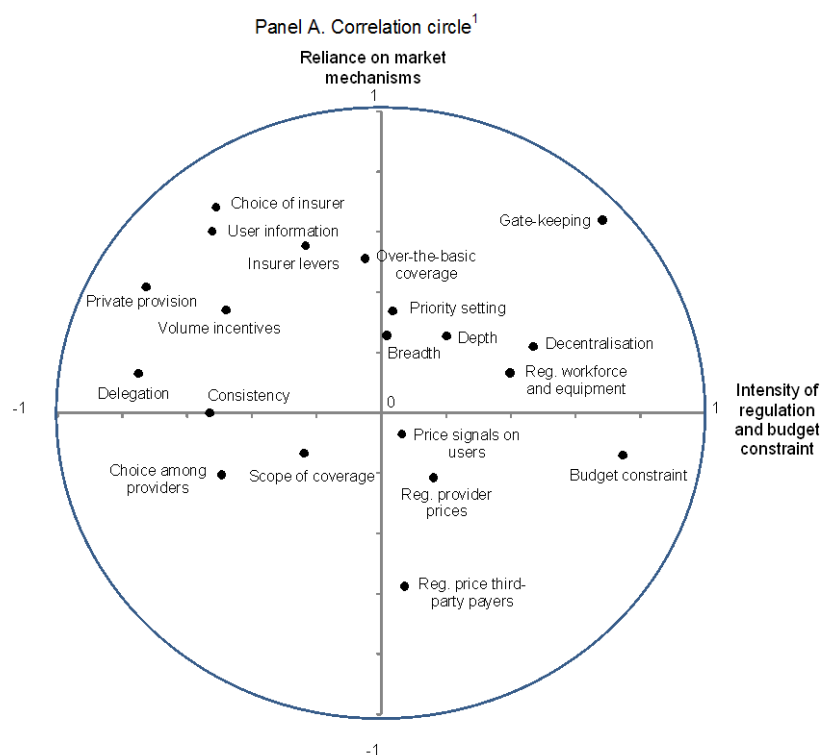 Panel A. Correlation circle1
Reliance on market
mechanisms
1
Choice of insurer
Gate-keeping
User information
Insurer levers
Over-the-basic
coverage
Private provision
Priority setting
Volume incentives
Depth
Decentralisation
Breadth
Reg. workforce
and equipment
Delegation
Consistency
-1
0
1
Intensity of
regulation
and budget
constraint
Price signals on
users
Choice among
providers
Scope of coverage
Budget constraint
Reg. provider
prices
Reg. price third-
party payers
-1